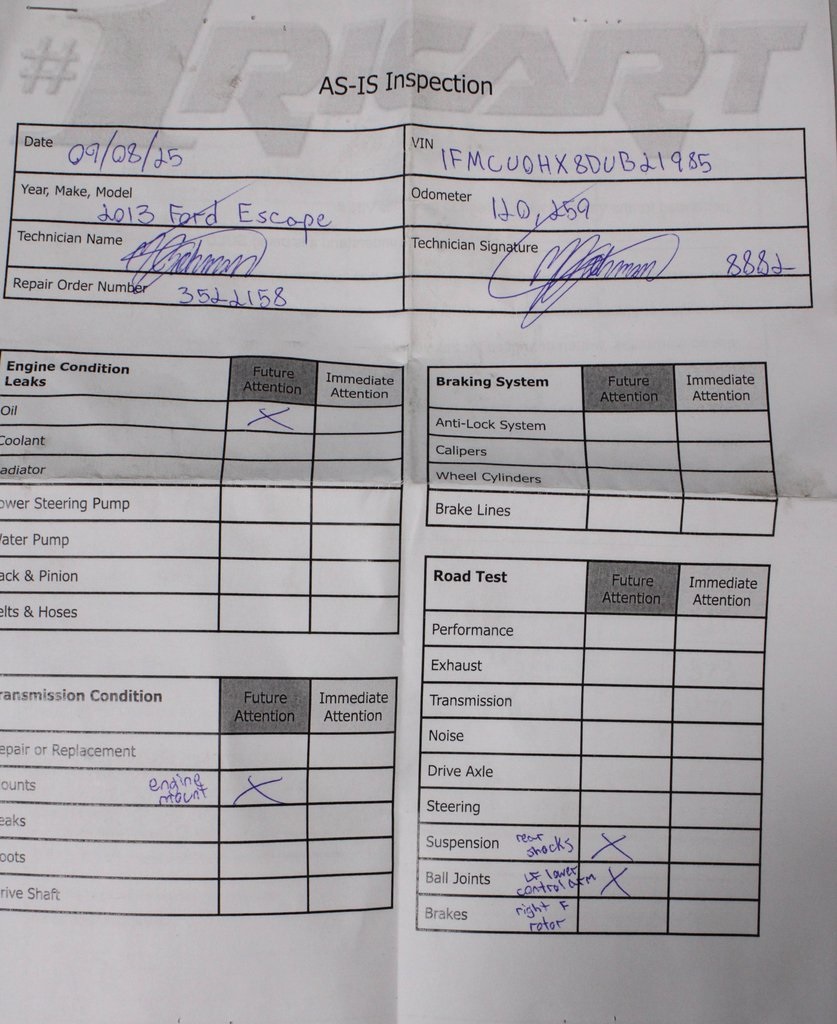 #1 RICART
AS-IS Inspection
Date 09/08/25
VIN 1FMCU0HX8DUB21985
Year, Make, Model 2013 Ford Escape
Odometer 120,259
Technician Name
Technician Signature 8882
Repair Order Number 3522158
Engine Condition Leaks Future Attention Immediate Attention
Oil X
Coolant
adiator
ower Steering Pump
ater Pump
ack & Pinion
elts & Hoses
ransmission Condition Future Attention Immediate Attention
epair or Replacement
ounts engine mount X
eaks
oots
rive Shaft
Braking System Future Attention Immediate Attention
Anti-Lock System
Calipers
Wheel Cylinders
Brake Lines
Road Test Future Attention Immediate Attention
Performance
Exhaust
Transmission
Noise
Drive Axle
Steering
Suspension rear shocks X
Ball Joints LF lower control arm X
Brakes right F rotor